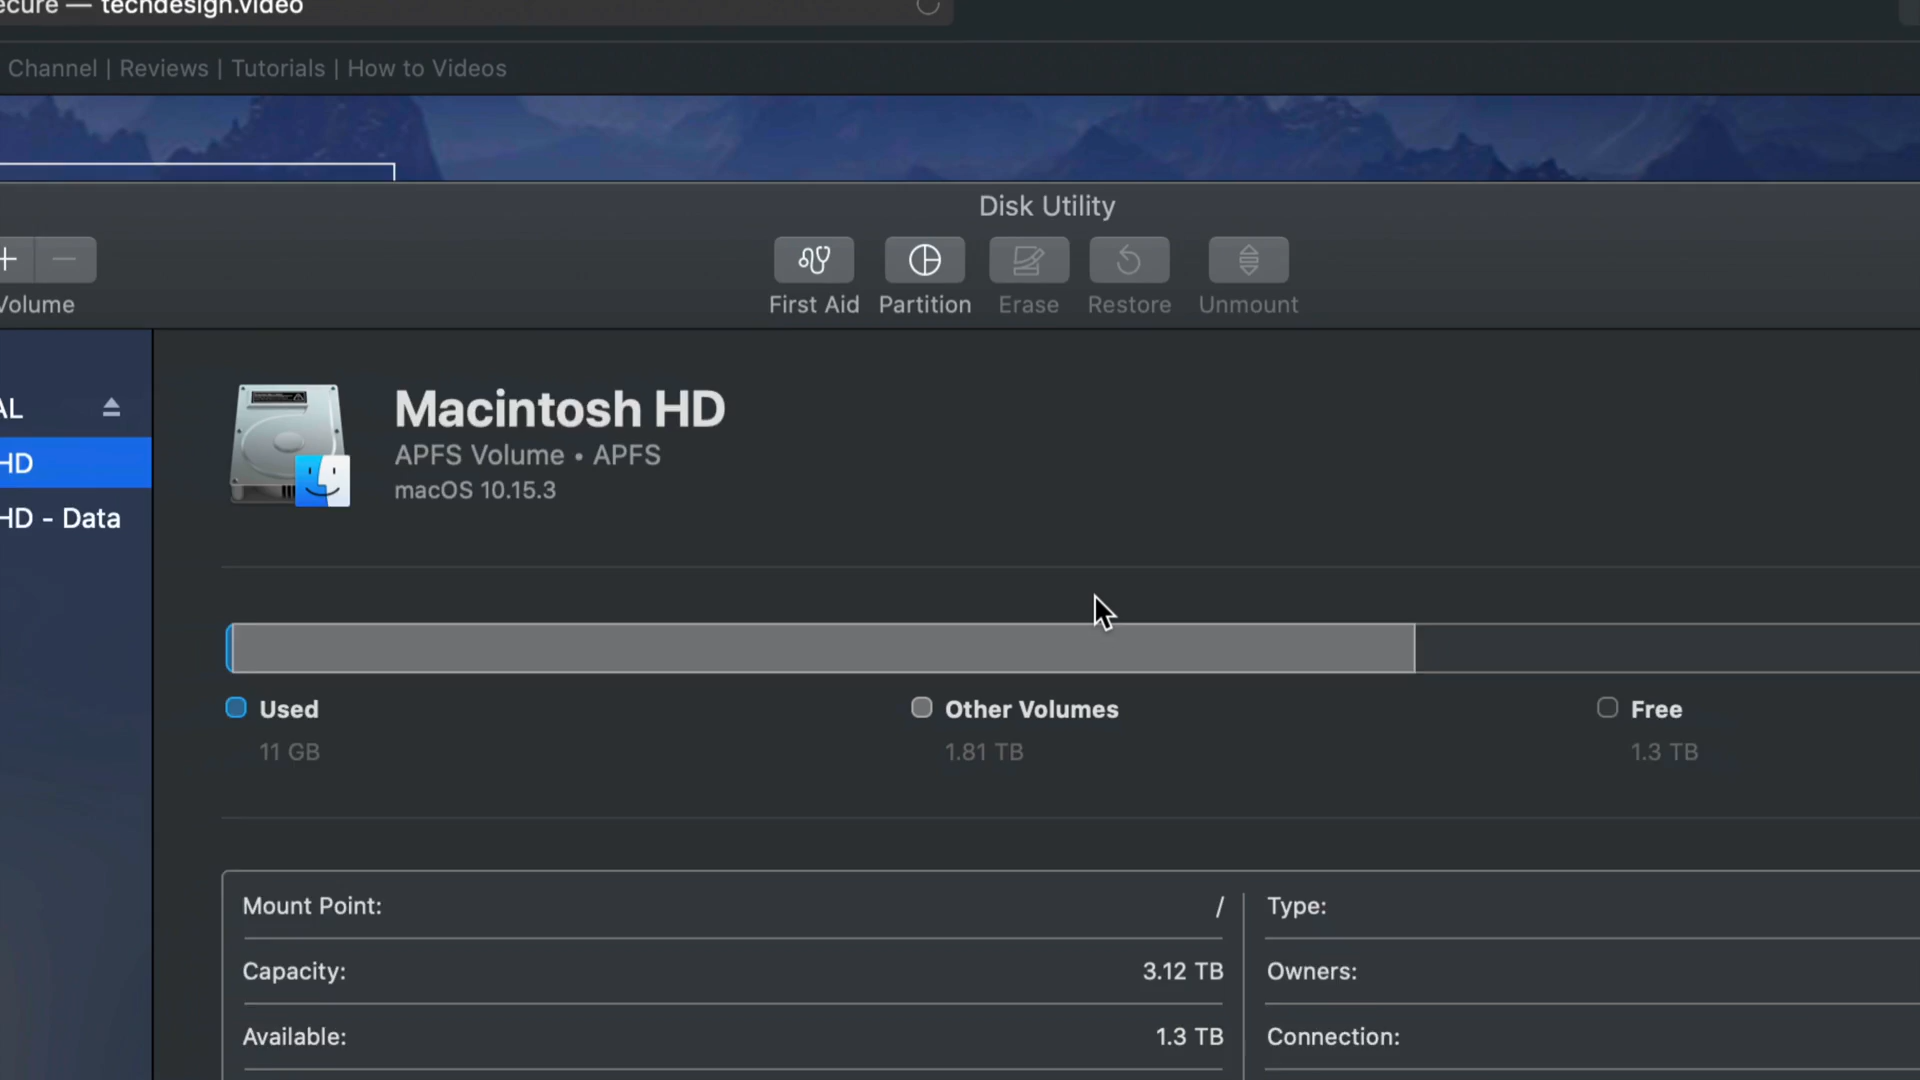 ecure — techdesign.video
Channel | Reviews | Tutorials | How to Videos
Disk Utility
Volume
First Aid
Partition
Erase
Restore
Unmount
AL
HD
HD - Data
Macintosh HD
APFS Volume • APFS
macOS 10.15.3
Used
11 GB
Other Volumes
1.81 TB
Free
1.3 TB
Mount Point: /
Type:
Capacity: 3.12 TB
Owners:
Available: 1.3 TB
Connection: